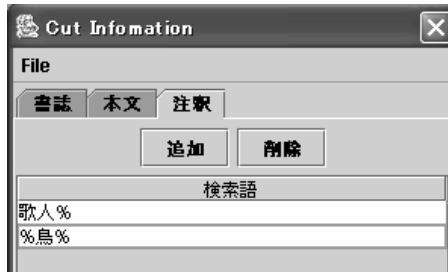 Cut Infomation
File
書誌 本文 注釈
追加 削除
検索語
歌人%
%鳥%